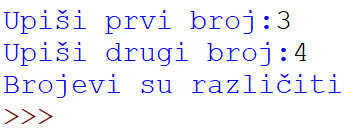 Upiši prvi broj:3
Upiši drugi broj:4
Brojevi su različiti
>>>